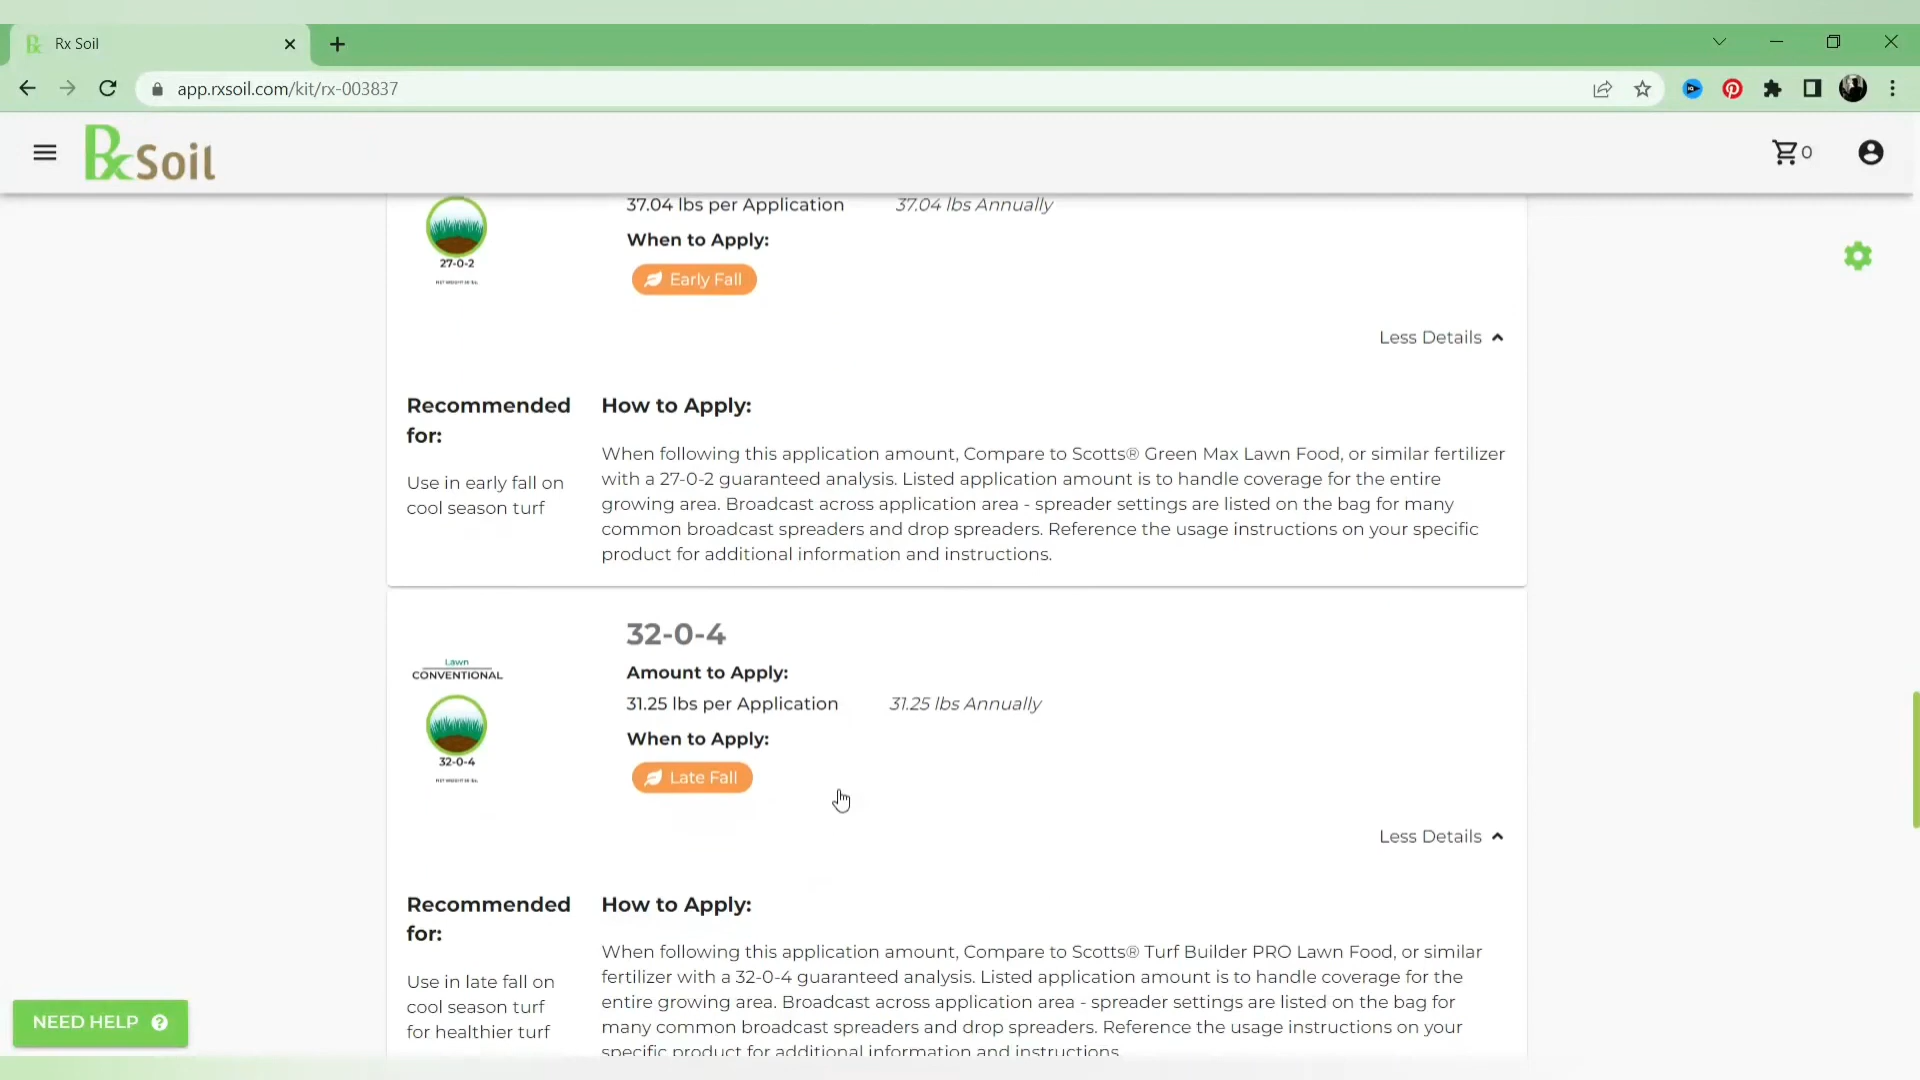 Rx Soil
app.rxsoil.com/kit/rx-003837
Rx Soil
0
37.04 lbs per Application 37.04 lbs Annually
27-0-2
When to Apply:
Early Fall
Less Details
Recommended for:
Use in early fall on
cool season turf
How to Apply:
When following this application amount, Compare to Scotts® Green Max Lawn Food, or similar fertilizer
with a 27-0-2 guaranteed analysis. Listed application amount is to handle coverage for the entire
growing area. Broadcast across application area - spreader settings are listed on the bag for many
common broadcast spreaders and drop spreaders. Reference the usage instructions on your specific
product for additional information and instructions.
Lawn
CONVENTIONAL
32-0-4
32-0-4
Amount to Apply:
31.25 lbs per Application 31.25 lbs Annually
When to Apply:
Late Fall
Less Details
Recommended
for:
Use in late fall on
cool season turf
for healthier turf
How to Apply:
When following this application amount, Compare to Scotts® Turf Builder PRO Lawn Food, or similar
fertilizer with a 32-0-4 guaranteed analysis. Listed application amount is to handle coverage for the
entire growing area. Broadcast across application area - spreader settings are listed on the bag for
many common broadcast spreaders and drop spreaders. Reference the usage instructions on your
specific product for additional information and instructions.
NEED HELP ?